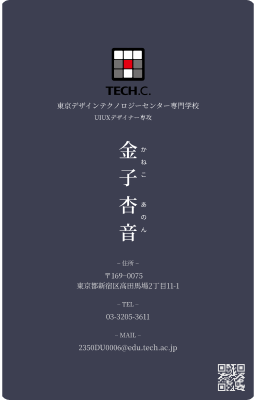 TECH.C.
東京デザインテクノロジーセンター専門学校
UIUXデザイナー専攻
金子杏音
かねこ あのん
– 住所 –
〒169-0075
東京都新宿区高田馬場2丁目11-1
– TEL –
03-3205-3611
– MAIL –
2350DU0006@edu.tech.ac.jp